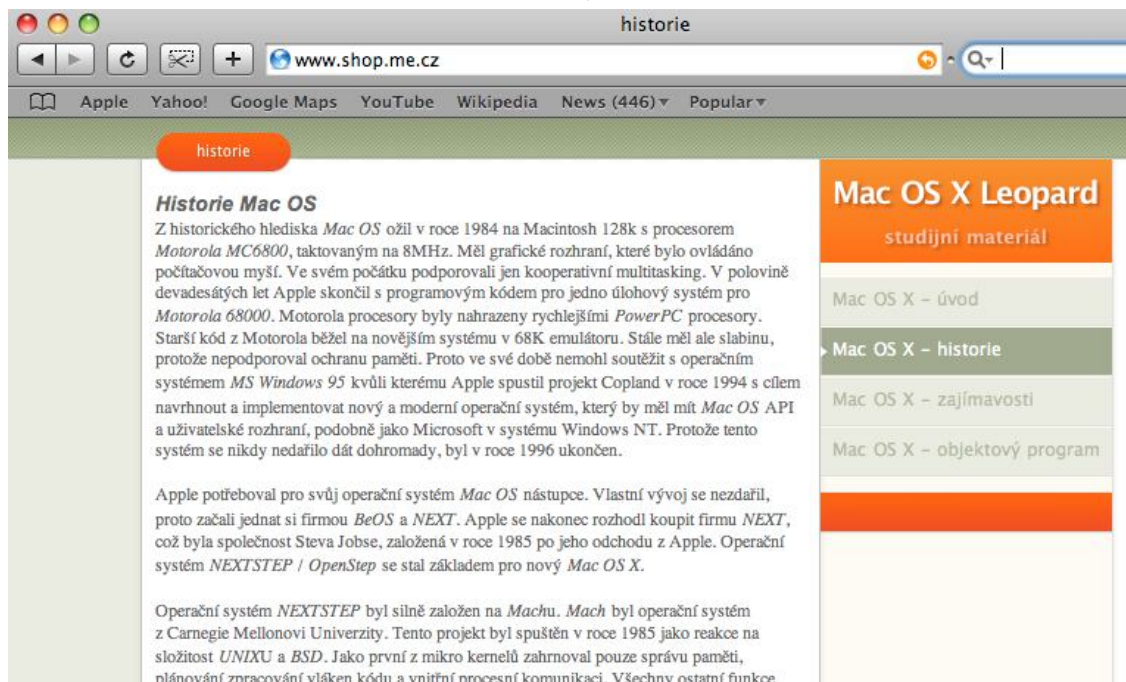 historie
www.shop.me.cz
Apple Yahoo! Google Maps YouTube Wikipedia News (446) Popular
historie
Historie Mac OS
Z historického hlediska Mac OS ožil v roce 1984 na Macintosh 128k s procesorem
Motorola MC6800, taktovaným na 8MHz. Měl grafické rozhraní, které bylo ovládáno
počítačovou myší. Ve svém počátku podporovali jen kooperativní multitasking. V polovině
devadesátých let Apple skončil s programovým kódem pro jedno úlohový systém pro
Motorola 68000. Motorola procesory byly nahrazeny rychlejšími PowerPC procesory.
Starší kód z Motorola běžel na novějším systému v 68K emulátoru. Stále měl ale slabinu,
protože nepodporoval ochranu paměti. Proto ve své době nemohl soutěžit s operačním
systémem MS Windows 95 kvůli kterému Apple spustil projekt Copland v roce 1994 s cílem
navrhnout a implementovat nový a moderní operační systém, který by měl mít Mac OS API
a uživatelské rozhraní, podobně jako Microsoft v systému Windows NT. Protože tento
systém se nikdy nedařilo dát dohromady, byl v roce 1996 ukončen.
Apple potřeboval pro svůj operační systém Mac OS nástupce. Vlastní vývoj se nezdařil,
proto začali jednat si firmou BeOS a NEXT. Apple se nakonec rozhodl koupit firmu NEXT,
což byla společnost Steva Jobse, založená v roce 1985 po jeho odchodu z Apple. Operační
systém NEXTSTEP / OpenStep se stal základem pro nový Mac OS X.
Operační systém NEXTSTEP byl silně založen na Machu. Mach byl operační systém
z Carnegie Mellonovi Univerzity. Tento projekt byl spuštěn v roce 1985 jako reakce na
složitost UNIXU a BSD. Jako první z mikro kernelů zahrnoval pouze správu paměti,
plánování zpracování vláken kódu a vnitřní procesní komunikaci. Všechny ostatní funkce
Mac OS X Leopard
studijní materiál
Mac OS X – úvod
Mac OS X – historie
Mac OS X – zajímavosti
Mac OS X – objektový program